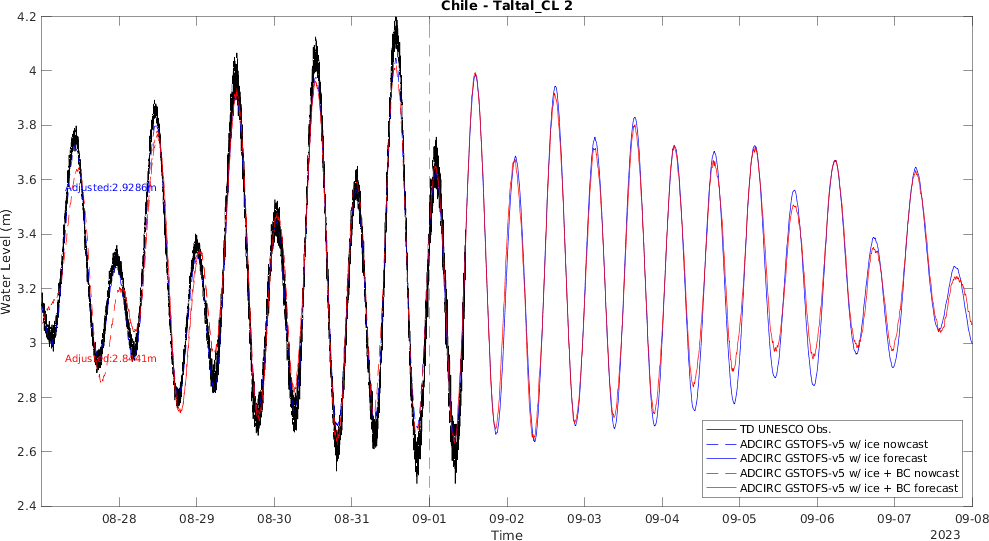 Chile - Taltal_CL 2
4.2
4
3.8
3.6
3.4
3.2
3
2.8
2.6
2.4
Water Level (m)
Adjusted:2.9286m
Adjusted:2.8441m
TD UNESCO Obs.
ADCIRC GSTOFS-v5 w/ ice nowcast
ADCIRC GSTOFS-v5 w/ ice forecast
ADCIRC GSTOFS-v5 w/ ice + BC nowcast
ADCIRC GSTOFS-v5 w/ ice + BC forecast
08-28 08-29 08-30 08-31 09-01 09-02 09-03 09-04 09-05 09-06 09-07 09-08
Time
2023